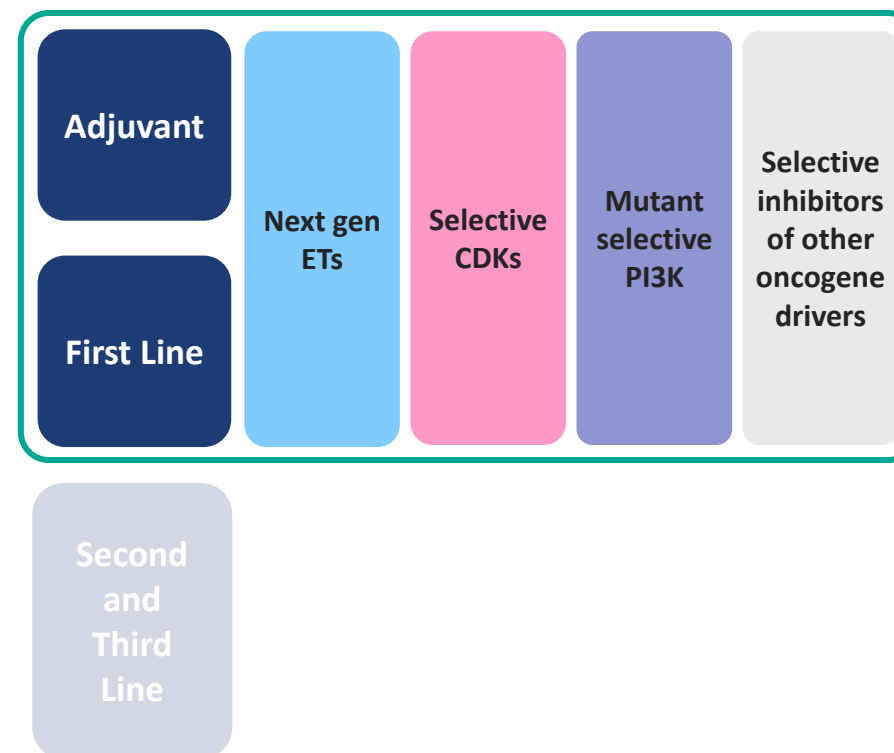 Adjuvant
First Line
Next gen
ETs
Selective
CDKs
Mutant
selective
PI3K
Selective
inhibitors
of other
oncogene
drivers
Second
and
Third
Line